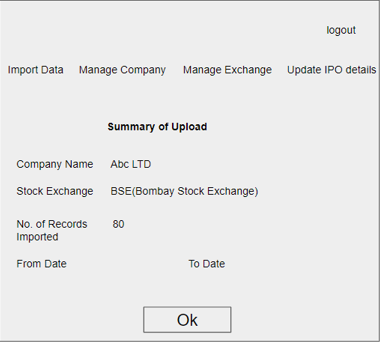 logout
Import Data Manage Company Manage Exchange Update IPO details
Summary of Upload
Company Name Abc LTD
Stock Exchange BSE(Bombay Stock Exchange)
No. of Records 80
Imported
From Date To Date
Ok